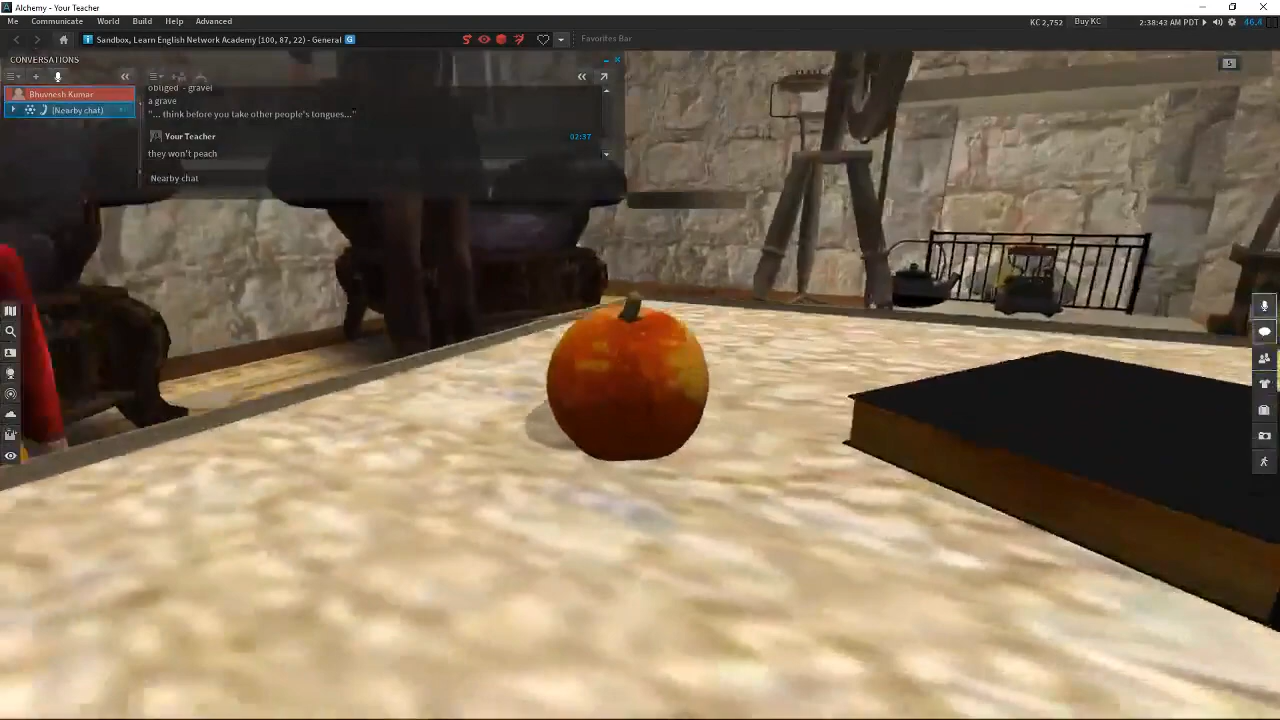 Alchemy - Your Teacher
Me Communicate World Build Help Advanced
KC 2,752 Buy KC 2:38:43 AM PDT 46.4
Sandbox, Learn English Network Academy (100, 87, 22) - General G
Favorites Bar
CONVERSATIONS
5
Bhuvnesh Kumar
(Nearby chat)
obliged - gravel
a grave
"... think before you take other people's tongues..."
Your Teacher 02:37
they won't peach
Nearby chat